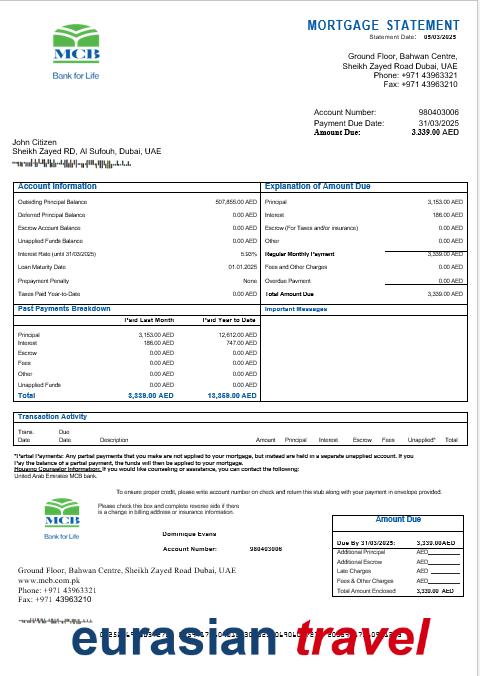 MCB
Bank for Life
MORTGAGE STATEMENT
Statement Date: 05/03/2025
Ground Floor, Bahwan Centre,
Sheikh Zayed Road Dubai, UAE
Phone: +971 43963321
Fax: +971 43963210
Account Number: 980403006
Payment Due Date: 31/03/2025
Amount Due: 3,339.00 AED
John Citizen
Sheikh Zayed RD, Al Sufouh, Dubai, UAE
Account Information
Outsiding Principal Balance 507,855.00 AED
Deferred Principal Balance 0.00 AED
Escrow Account Balance 0.00 AED
Unapplied Funds Balance 0.00 AED
Interest Rate (until 31/03/2025) 5.93%
Loan Maturity Date 01.01.2025
Prepayment Penalty None
Taxes Paid Year-to-Date 0.00 AED
Explanation of Amount Due
Principal 3,153.00 AED
Interest 186.00 AED
Escrow (For Taxes and/or insurance) 0.00 AED
Other 0.00 AED
Regular Monthly Payment 3,339.00 AED
Fees and Other Charges 0.00 AED
Overdue Payment 0.00 AED
Total Amount Due 3,339.00 AED
Past Payments Breakdown
Paid Last Month Paid Year to Date
Principal 3,153.00 AED 12,612.00 AED
Interest 186.00 AED 747.00 AED
Escrow 0.00 AED 0.00 AED
Fees 0.00 AED 0.00 AED
Other 0.00 AED 0.00 AED
Unapplied Funds 0.00 AED 0.00 AED
Total 3,339.00 AED 13,359.00 AED
Important Messages
Transaction Activity
Trans. Date Due Date Description Amount Principal Interest Escrow Fees Unapplied* Total
*Partial Payments: Any partial payments that you make are not applied to your mortgage, but instead are held in a separate unapplied account. If you
Pay the balance of a partial payment, the funds will then be applied to your mortgage.
Housing Counselor Information: If you would like counseling or assistance, you can contact the following:
United Arab Emirates MCB bank.
To ensure proper credit, please write account number on check and return this stub along with your payment in envelope provided.
MCB
Bank for Life
Please check this box and complete reverse side if there
is a change in billing address or insurance information.
Dominique Evans
Account Number: 980403006
Amount Due
Due By 31/03/2025: 3,339.00 AED
Additional Principal AED
Additional Escrow AED
Late Charges AED
Fees & Other Charges AED
Total Amount Enclosed 3,339.00 AED
Ground Floor, Bahwan Centre, Sheikh Zayed Road, Dubai, UAE
www.mcb.com.pk
Phone: +971 43963321
Fax: +971 43963210
eurasian travel